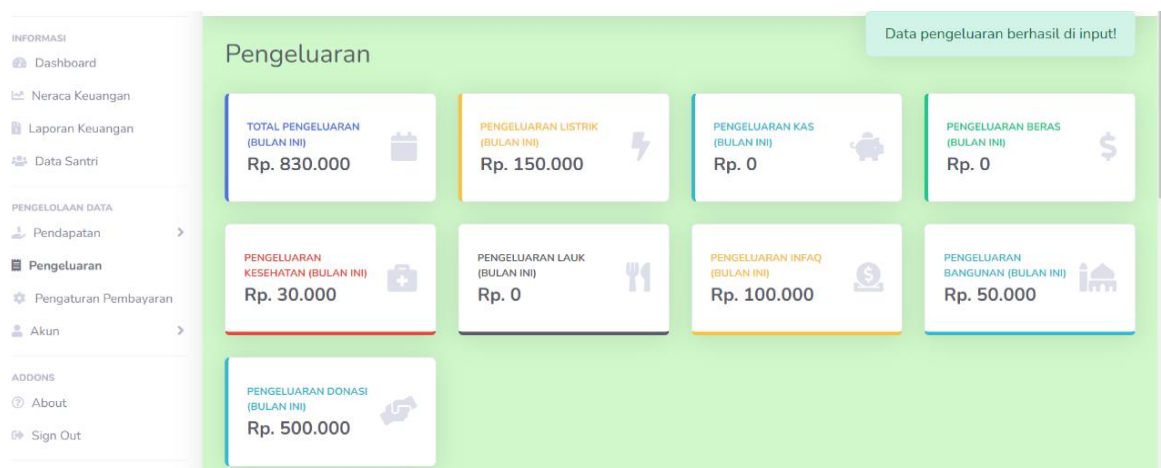 INFORMASI
Dashboard
Neraca Keuangan
Laporan Keuangan
Data Santri
PENGELOLAAN DATA
Pendapatan
Pengeluaran
Pengaturan Pembayaran
Akun
ADDONS
About
Sign Out
Data pengeluaran berhasil di input!
Pengeluaran
TOTAL PENGELUARAN
(BULAN INI)
Rp. 830.000
PENGELUARAN LISTRIK
(BULAN INI)
Rp. 150.000
PENGELUARAN KAS
(BULAN INI)
Rp. 0
PENGELUARAN BERAS
(BULAN INI)
Rp. 0
PENGELUARAN
KESEHATAN (BULAN INI)
Rp. 30.000
PENGELUARAN LAUK
(BULAN INI)
Rp. 0
PENGELUARAN INFAQ
(BULAN INI)
Rp. 100.000
PENGELUARAN
BANGUNAN (BULAN INI)
Rp. 50.000
PENGELUARAN DONASI
(BULAN INI)
Rp. 500.000